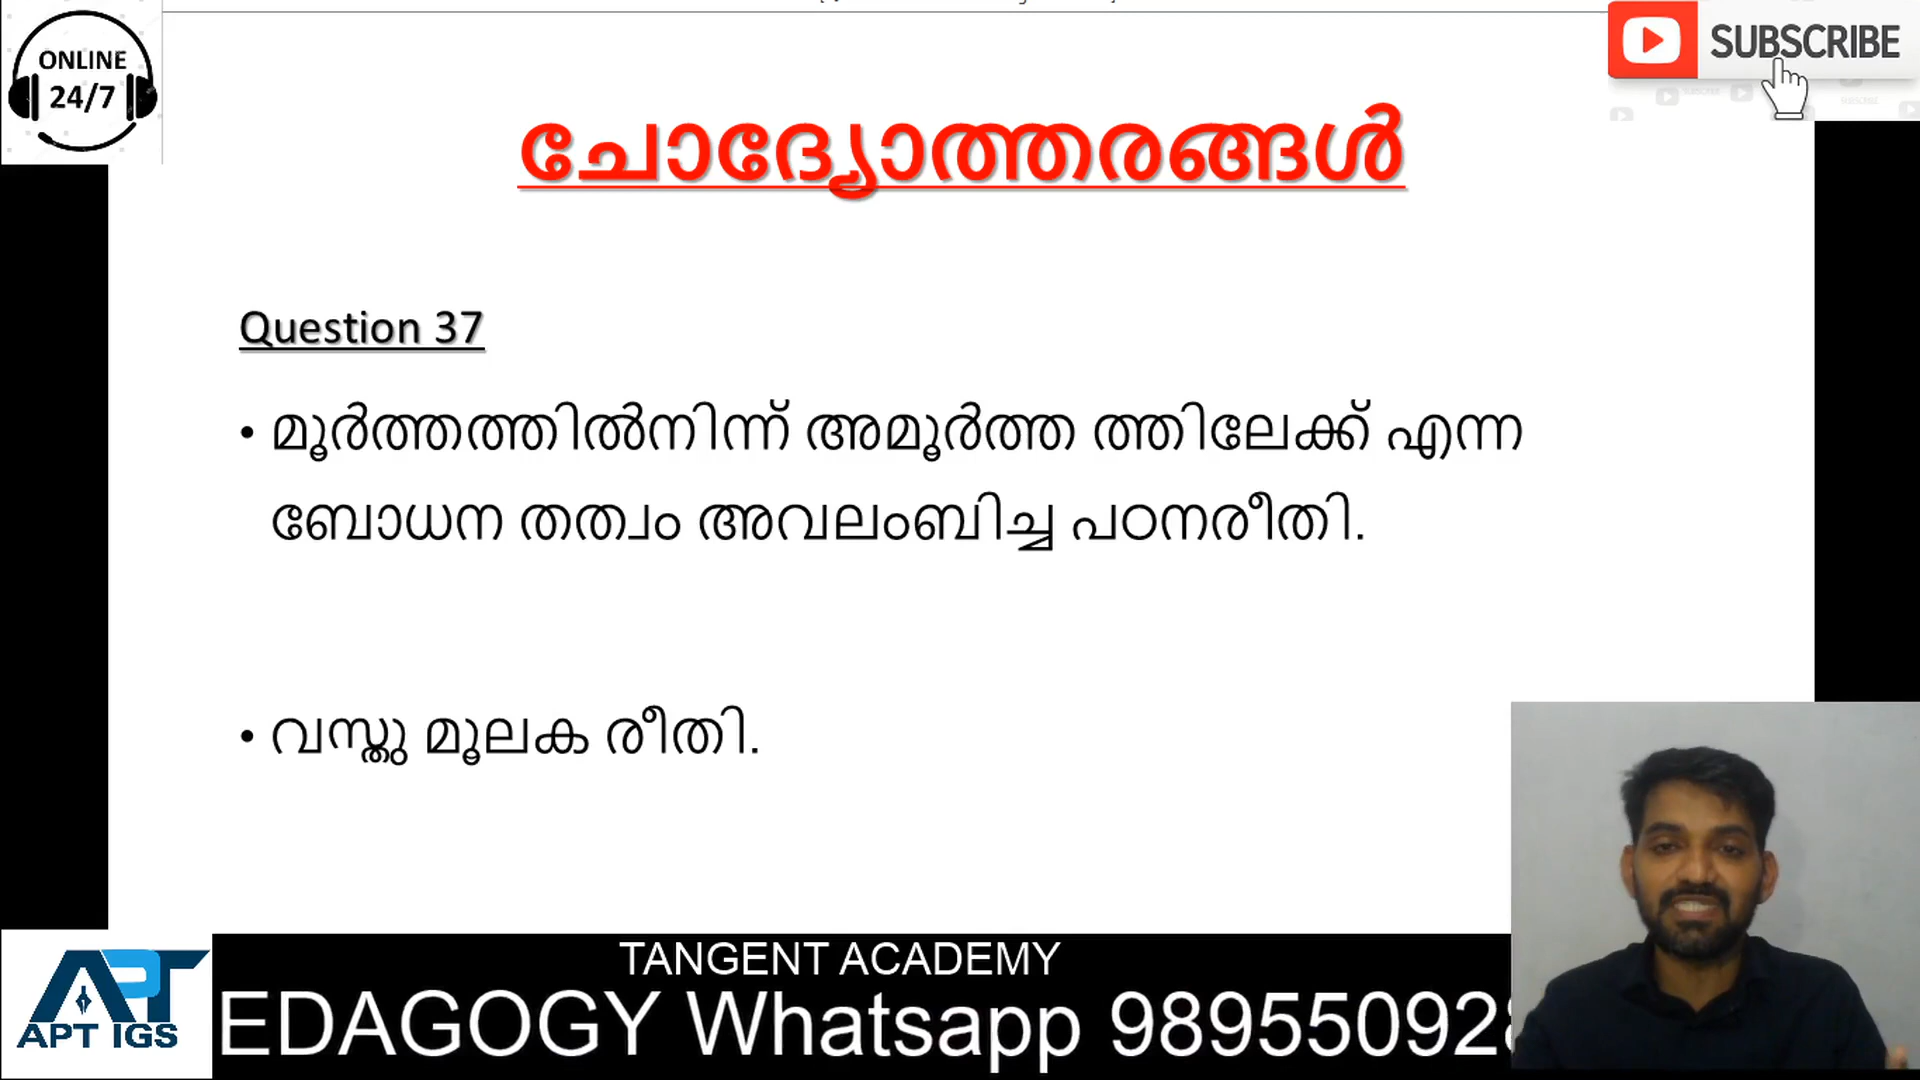 ONLINE
24/7
SUBSCRIBE
ചോദ്യോത്തരങ്ങൾ
Question 37
• മൂർത്തത്തിൽനിന്ന് അമൂർത്ത ത്തിലേക്ക് എന്ന
ബോധന തത്വം അവലംബിച്ച പഠനരീതി.
• വസ്തു മൂലക രീതി.
TANGENT ACADEMY
EDAGOGY Whatsapp 989550928
APT IGS